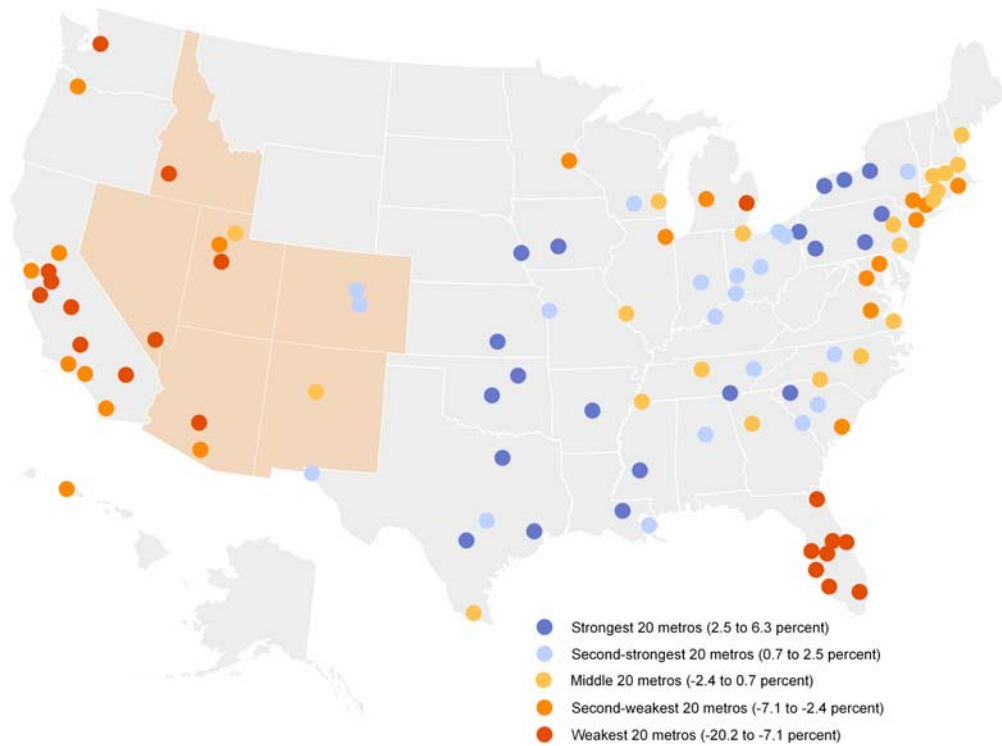 Strongest 20 metros (2.5 to 6.3 percent)
Second-strongest 20 metros (0.7 to 2.5 percent)
Middle 20 metros (-2.4 to 0.7 percent)
Second-weakest 20 metros (-7.1 to -2.4 percent)
Weakest 20 metros (-20.2 to -7.1 percent)